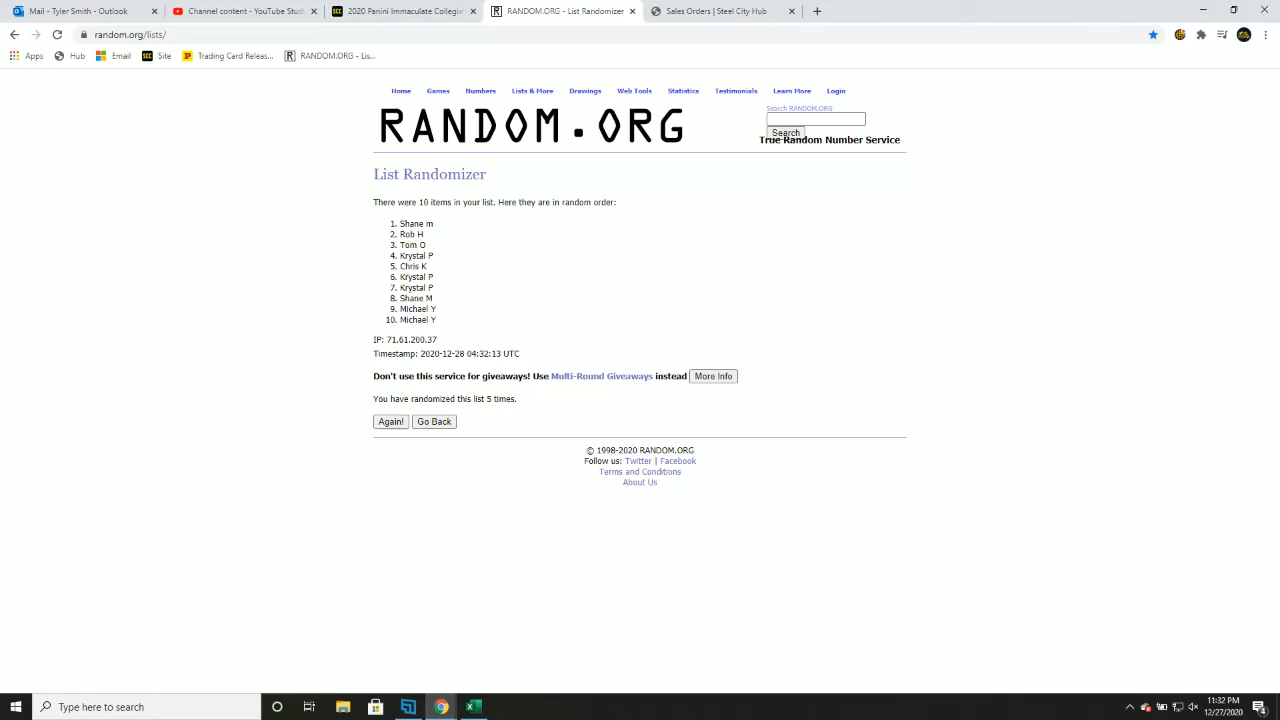 Mail - Tyler Smith - Outlook
Channel content - YouTube Stud
2020 Panini Immaculate Collegia
RANDOM.ORG - List Randomizer
Sales Orders | Steel City Hub
random.org/lists/
Apps
Hub
Email
Site
Trading Card Releas...
RANDOM.ORG - Lis...
Home
Games
Numbers
Lists & More
Drawings
Web Tools
Statistics
Testimonials
Learn More
Login
RANDOM.ORG
Search RANDOM.ORG
Search
True Random Number Service
List Randomizer
There were 10 items in your list. Here they are in random order:
1. Shane m
2. Rob H
3. Tom O
4. Krystal P
5. Chris K
6. Krystal P
7. Krystal P
8. Shane M
9. Michael Y
10. Michael Y
IP: 71.61.200.37
Timestamp: 2020-12-28 04:32:13 UTC
Don't use this service for giveaways! Use Multi-Round Giveaways instead More Info
You have randomized this list 5 times.
Again! Go Back
© 1998-2020 RANDOM.ORG
Follow us: Twitter | Facebook
Terms and Conditions
About Us
Type here to search
11:32 PM
12/27/2020
4